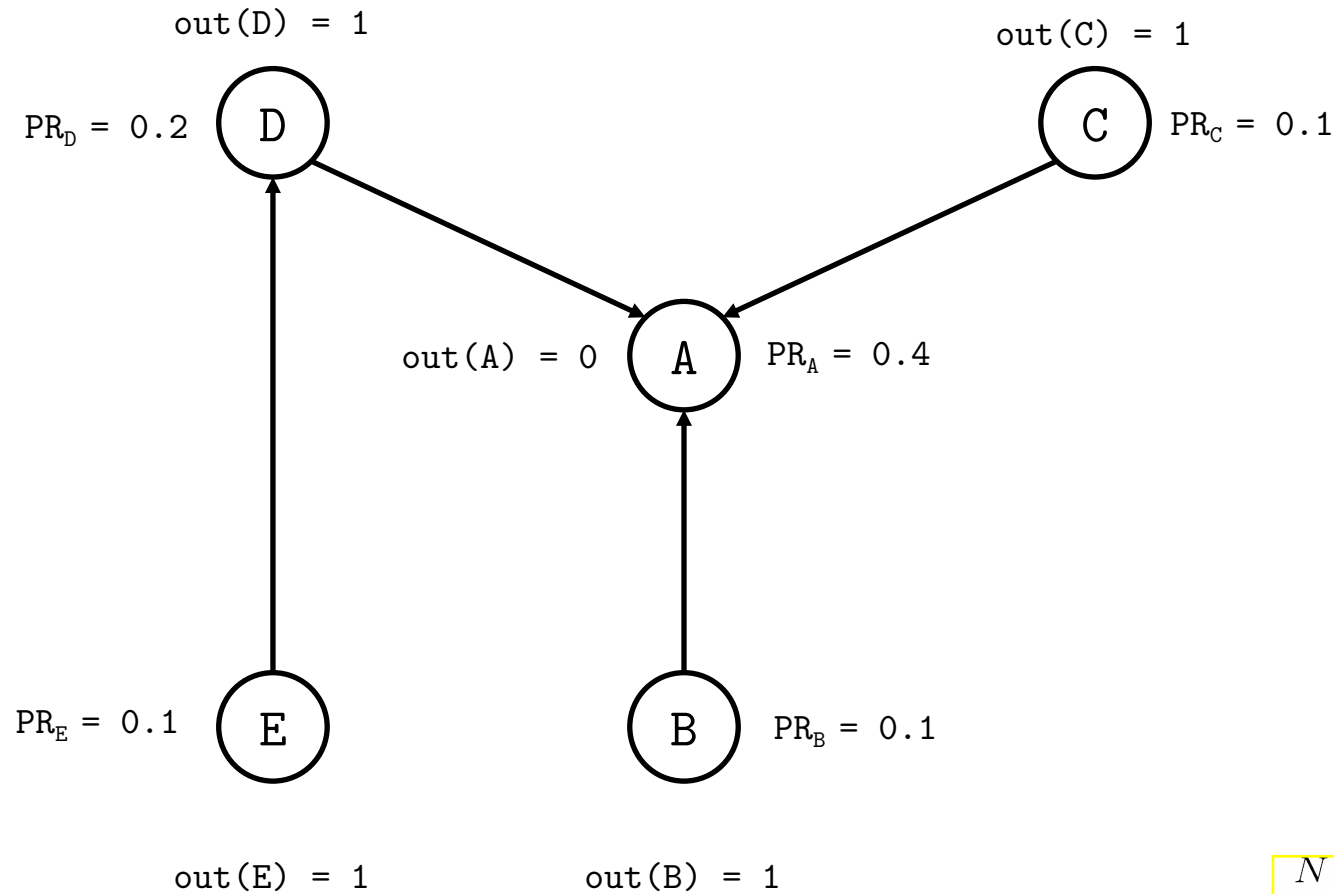 out(D) = 1
out(C) = 1
PR_D = 0.2
D
C
PR_C = 0.1
out(A) = 0
A
PR_A = 0.4
PR_E = 0.1
E
B
PR_B = 0.1
out(E) = 1
out(B) = 1
N